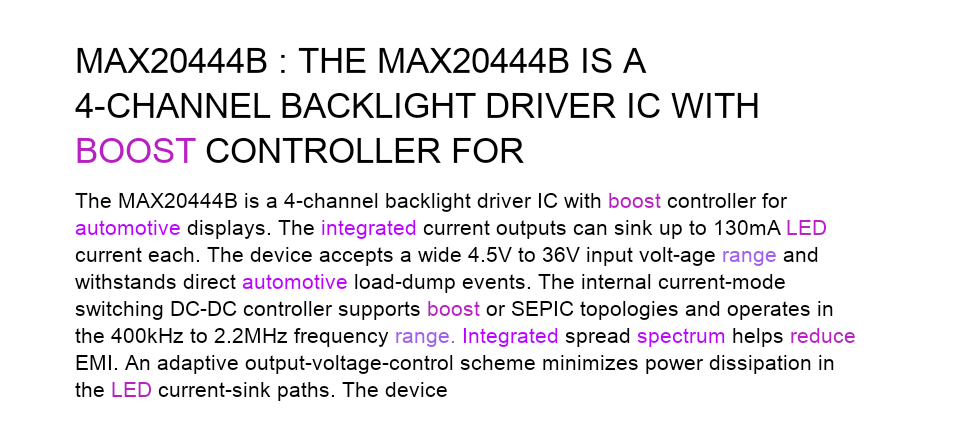 MAX20444B : THE MAX20444B IS A
4-CHANNEL BACKLIGHT DRIVER IC WITH
BOOST CONTROLLER FOR
The MAX20444B is a 4-channel backlight driver IC with boost controller for
automotive displays. The integrated current outputs can sink up to 130mA LED
current each. The device accepts a wide 4.5V to 36V input volt-age range and
withstands direct automotive load-dump events. The internal current-mode
switching DC-DC controller supports boost or SEPIC topologies and operates in
the 400kHz to 2.2MHz frequency range. Integrated spread spectrum helps reduce
EMI. An adaptive output-voltage-control scheme minimizes power dissipation in
the LED current-sink paths. The device